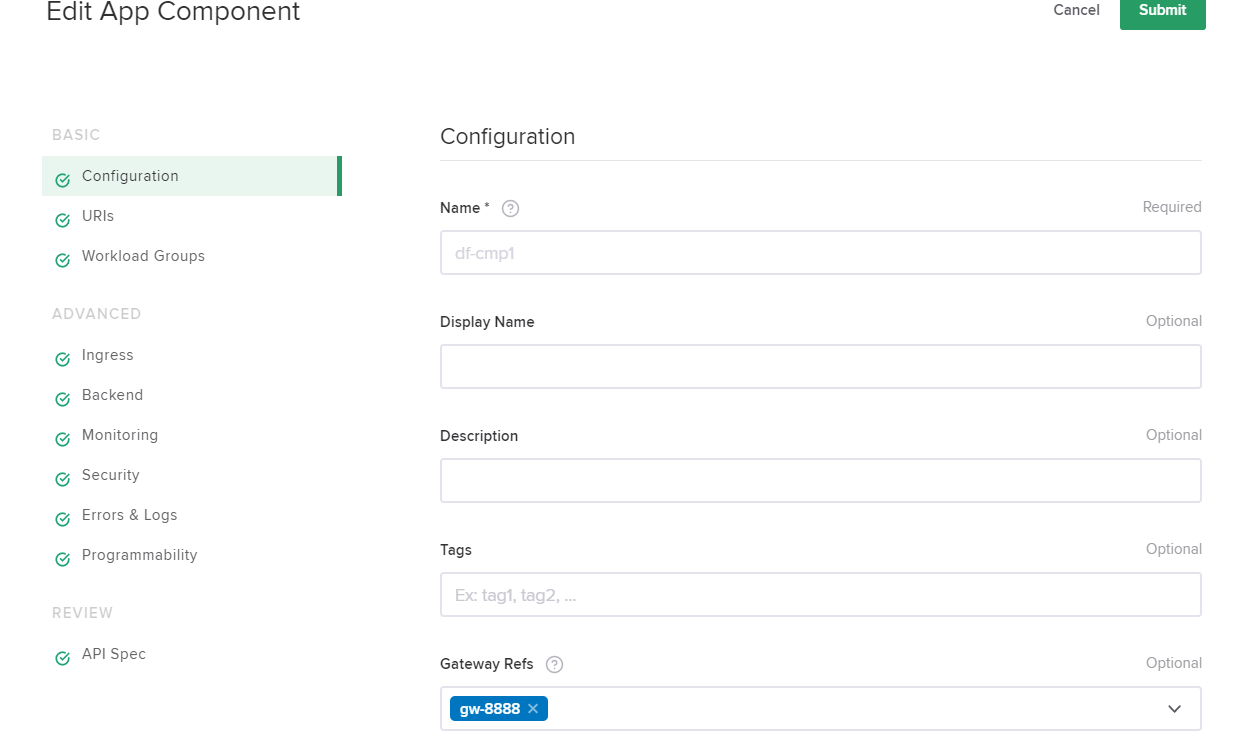 Edit App Component
Cancel
Submit
BASIC
Configuration
URIs
Workload Groups
ADVANCED
Ingress
Backend
Monitoring
Security
Errors & Logs
Programmability
REVIEW
API Spec
Configuration
Name *
Required
df-cmp1
Display Name
Optional
Description
Optional
Tags
Optional
Ex: tag1, tag2, ...
Gateway Refs
Optional
gw-8888